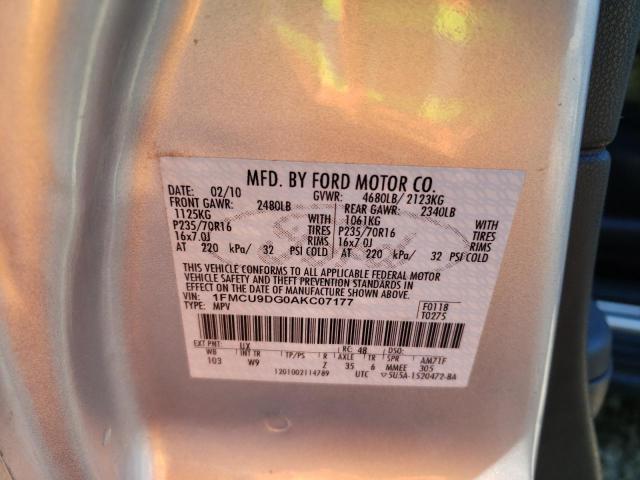 MFD. BY FORD MOTOR CO.
DATE: 02/10 GVWR: 4680LB/ 2123KG
FRONT GAWR: 2480LB REAR GAWR: 2340LB
1125KG WITH 1061KG WITH
P235/70R16 TIRES P235/70R16 TIRES
16x7.0J RIMS 16x7.0J RIMS
AT 220 kPa/ 32 PSI COLD AT 220 kPa/ 32 PSI COLD
THIS VEHICLE CONFORMS TO ALL APPLICABLE FEDERAL MOTOR
VEHICLE SAFETY AND THEFT PREVENTION STANDARDS IN
EFFECT ON THE DATE OF MANUFACTURE SHOWN ABOVE.
VIN: 1FMCU9DG0AKC07177 F0118
TYPE: MPV T0275
EXT PNT: UX RC: 48 DSO:
WB INT TR TP/PS R AXLE TR SPR AM71F
103 W9 Z 35 6 MMEE 305
1201002114789 UTC ▽5U5A-1520472-BA